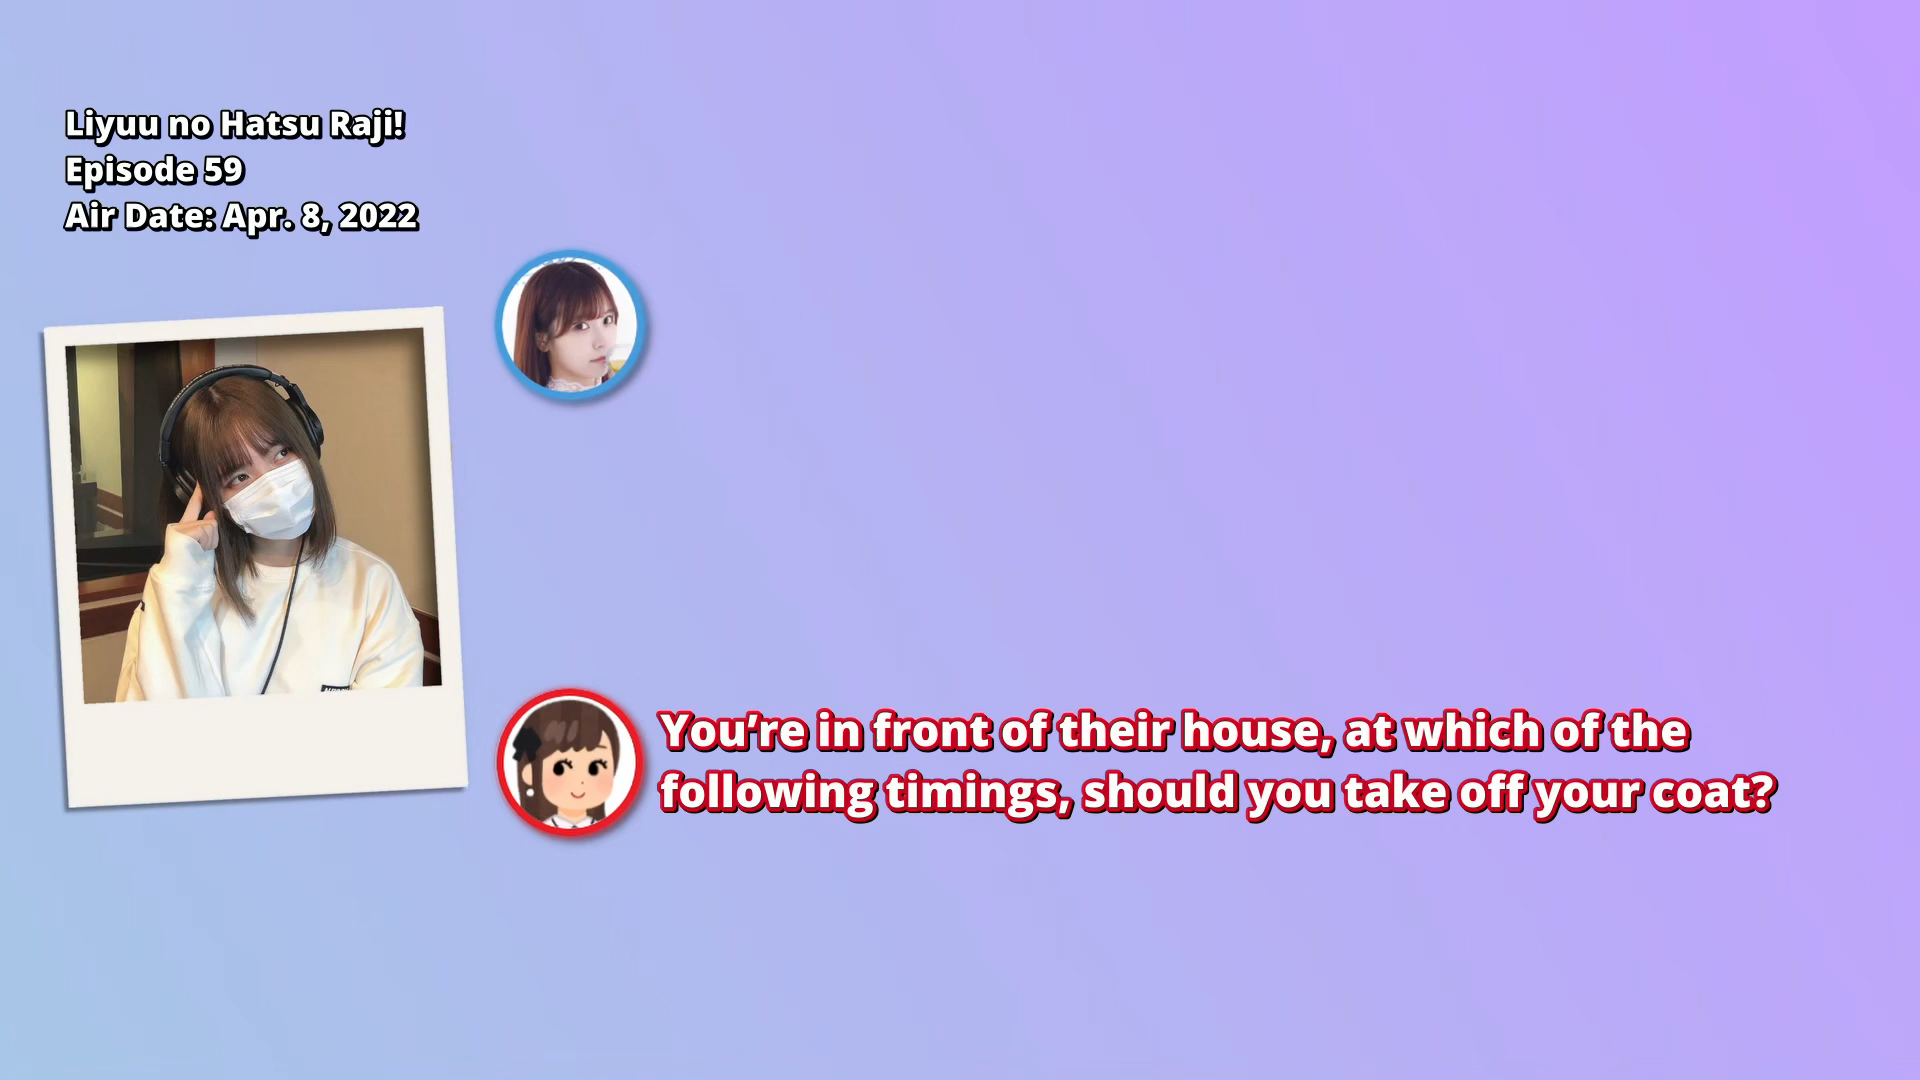 Liyuu no Hatsu Raji!
Episode 59
Air Date: Apr. 8, 2022
You're in front of their house, at which of the
following timings, should you take off your coat?